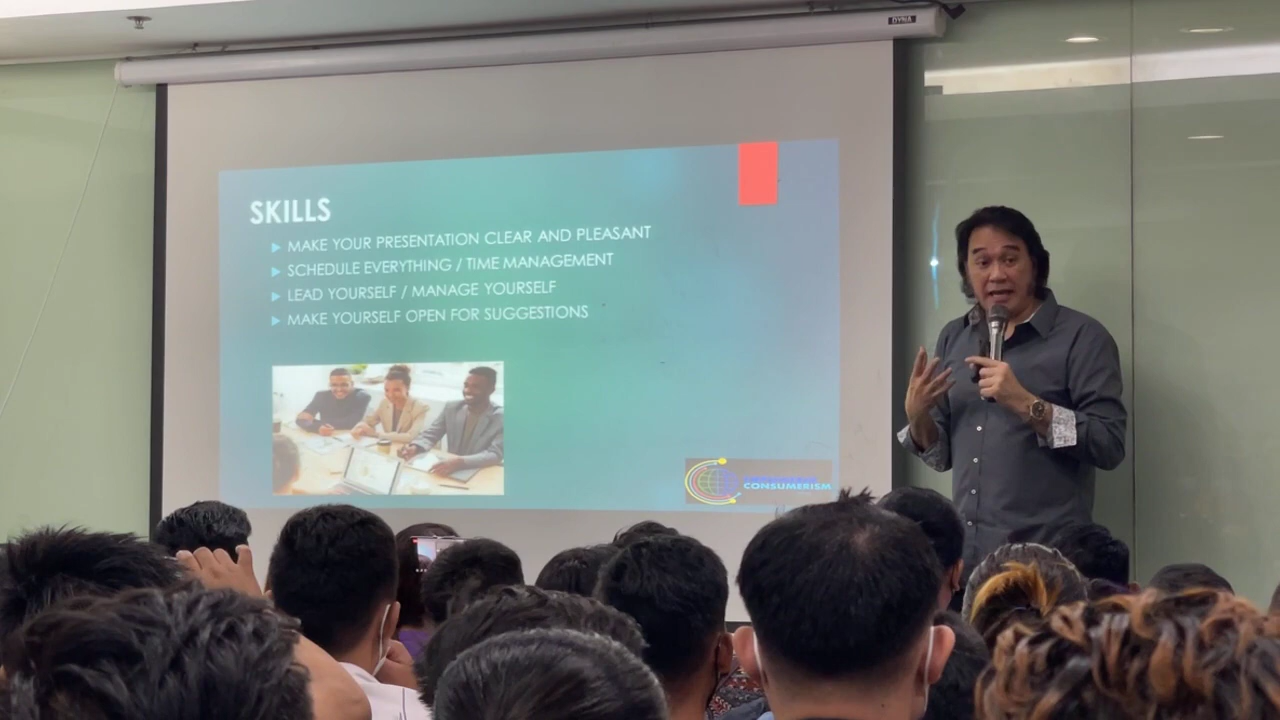 DYNA
SKILLS
MAKE YOUR PRESENTATION CLEAR AND PLEASANT
SCHEDULE EVERYTHING / TIME MANAGEMENT
LEAD YOURSELF / MANAGE YOURSELF
MAKE YOURSELF OPEN FOR SUGGESTIONS
CONSUMERISM